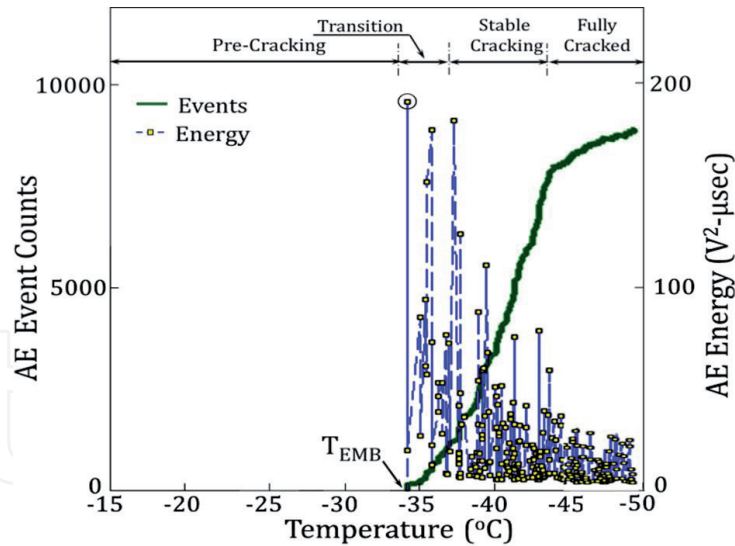 Transition
Pre-Cracking
Stable
Cracking
Fully
Cracked
10000
5000
0
AE Event Counts
Events
Energy
T_EMB
200
100
0
AE Energy (V²-μsec)
-15 -20 -25 -30 -35 -40 -45 -50
Temperature (°C)